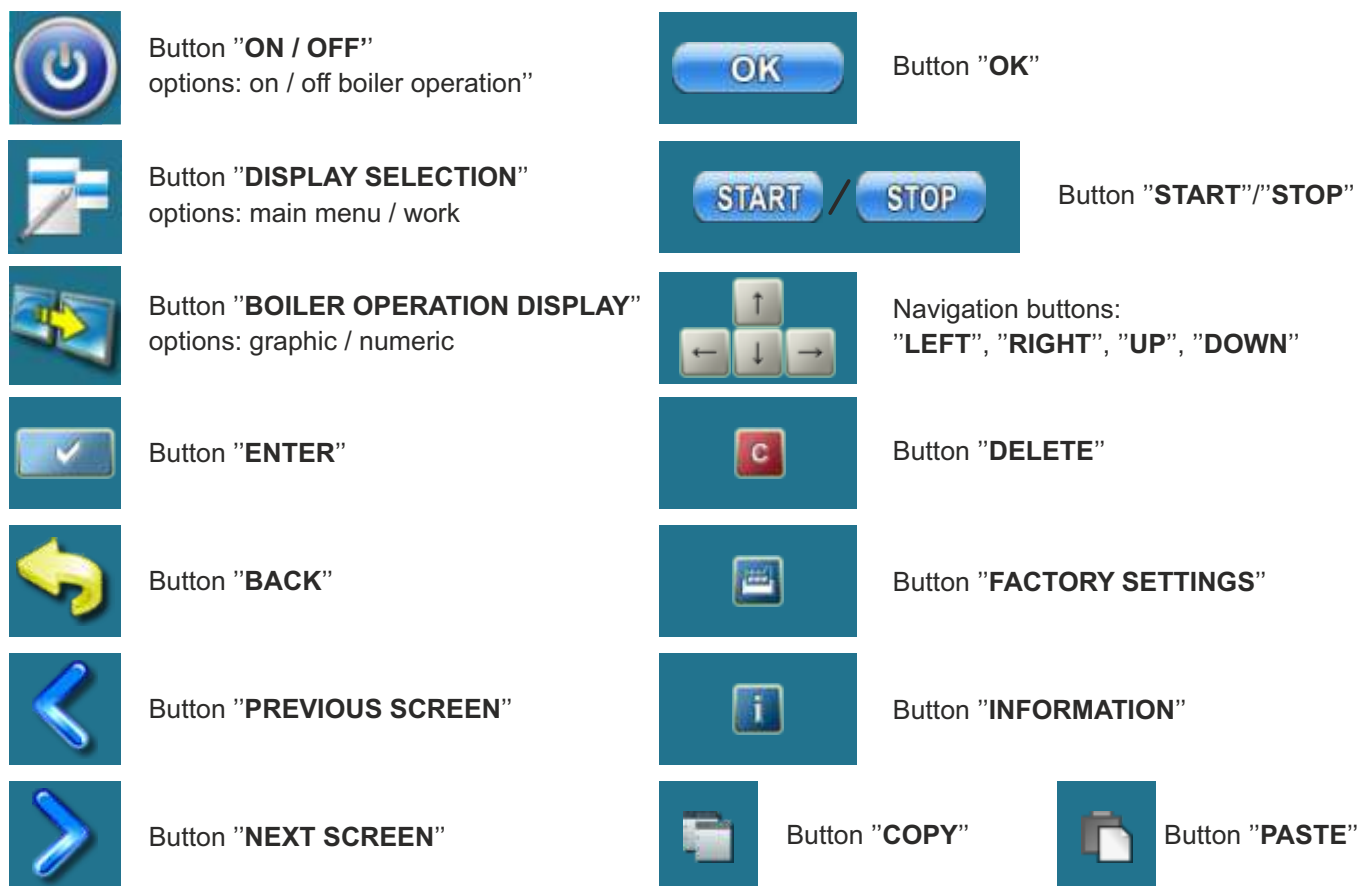 Button ''ON / OFF''
options: on / off boiler operation''
Button ''DISPLAY SELECTION''
options: main menu / work
Button ''BOILER OPERATION DISPLAY''
options: graphic / numeric
Button ''ENTER''
Button ''BACK''
Button ''PREVIOUS SCREEN''
Button ''NEXT SCREEN''
OK
Button ''OK''
START / STOP
Button ''START''/''STOP''
↑
← ↓ →
Navigation buttons:
''LEFT'', ''RIGHT'', ''UP'', ''DOWN''
C
Button ''DELETE''
Button ''FACTORY SETTINGS''
i
Button ''INFORMATION''
Button ''COPY''
Button ''PASTE''